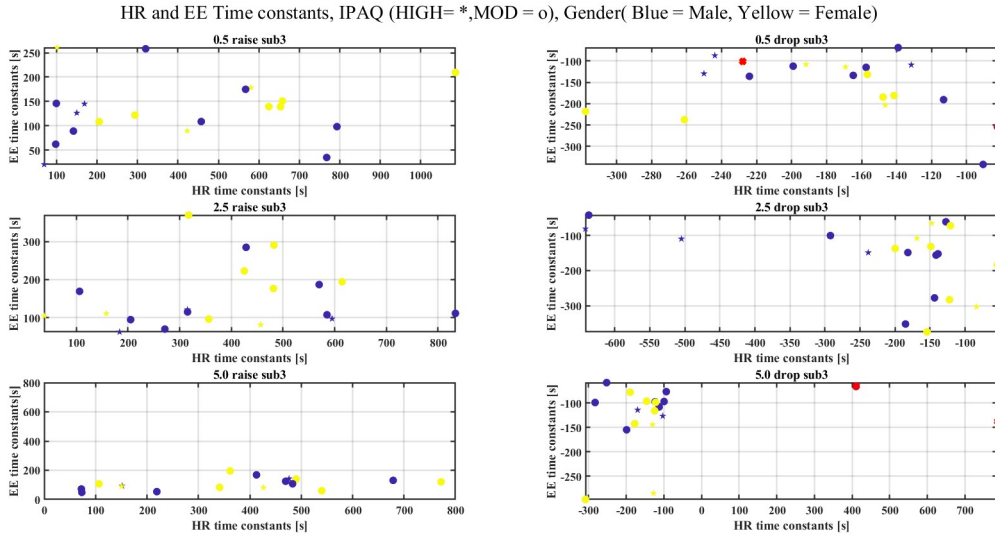 HR and EE Time constants, IPAQ (HIGH= *,MOD = o), Gender( Blue = Male, Yellow = Female)
0.5 raise sub3
EE time constants [s]
250
200
150
100
50
100 200 300 400 500 600 700 800 900 1000
HR time constants [s]
0.5 drop sub3
EE time constants [s]
-100
-150
-200
-250
-300
-300 -280 -260 -240 -220 -200 -180 -160 -140 -120 -100
HR time constants [s]
2.5 raise sub3
EE time constants [s]
300
200
100
200 400 600 800
HR time constants [s]
2.5 drop sub3
EE time constants [s]
-100
-200
-300
-600 -550 -500 -450 -400 -350 -300 -250 -200 -150 -100
HR time constants [s]
5.0 raise sub3
EE time constants[s]
800
600
400
200
0
0 100 200 300 400 500 600 700 800
HR time constants [s]
5.0 drop sub3
EE time constants [s]
-100
-150
-200
-250
-300 -200 -100 0 100 200 300 400 500 600 700
HR time constants [s]